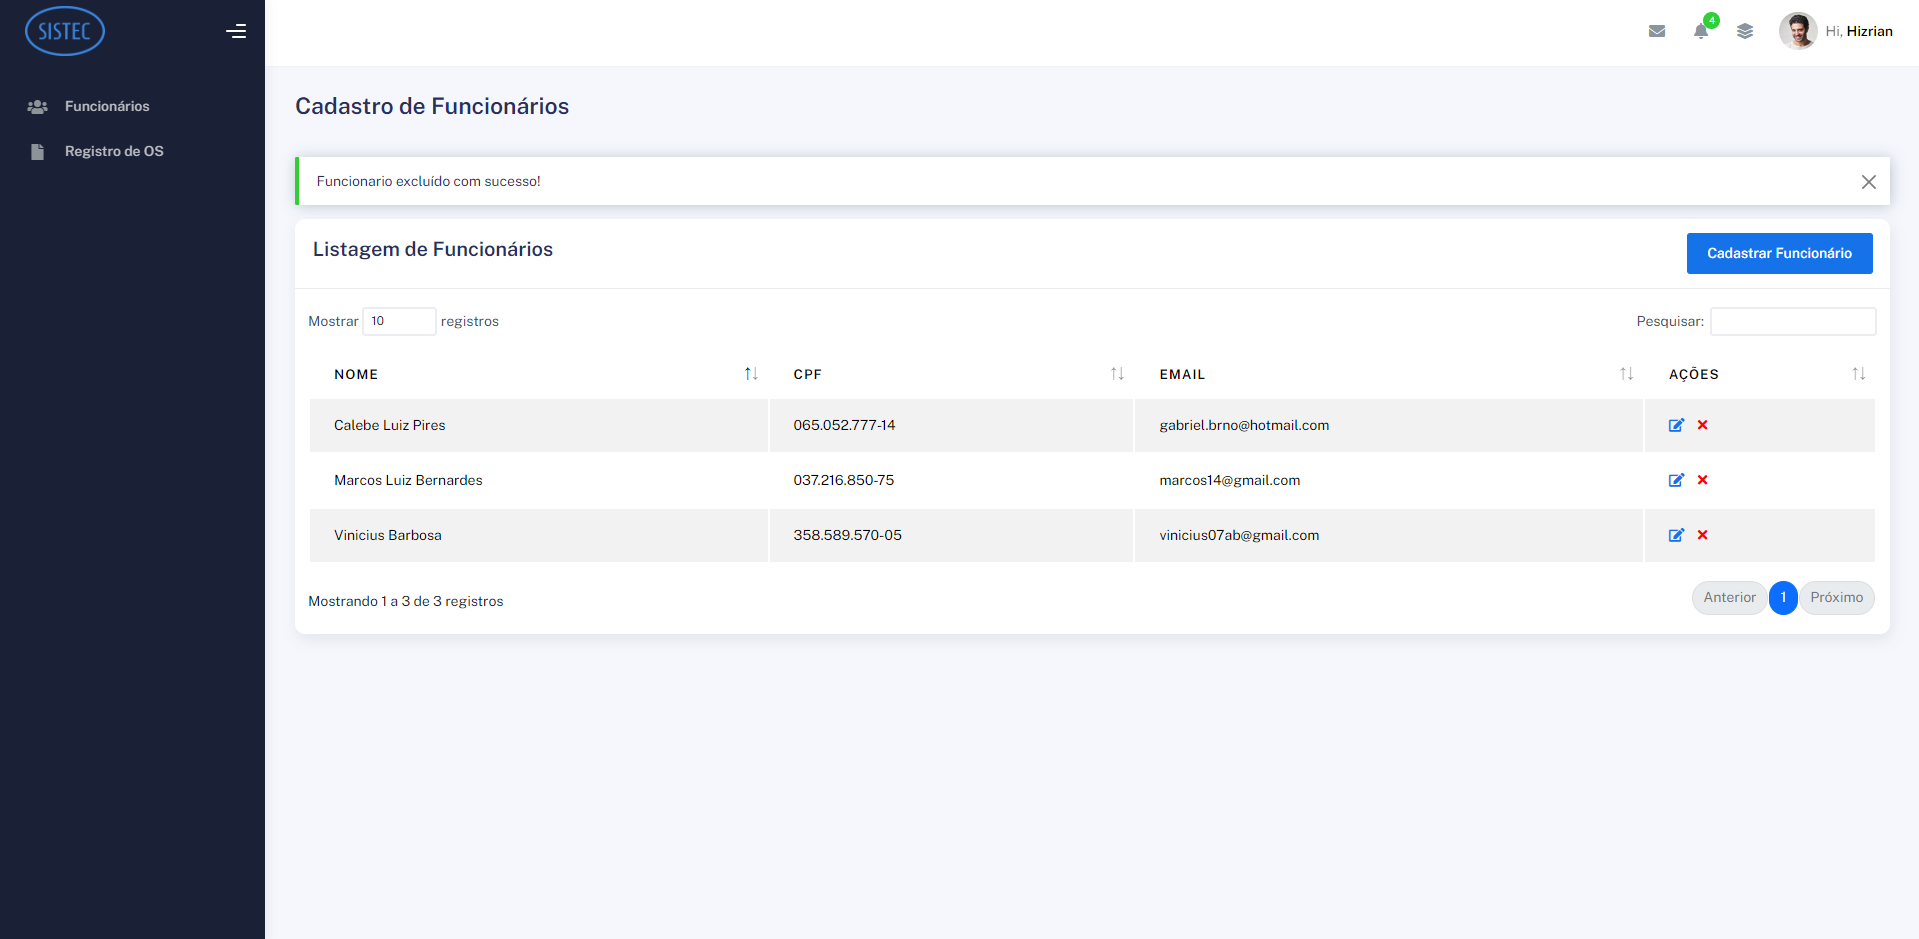 SISTEC
4
Hi, Hizrian
Funcionários
Registro de OS
Cadastro de Funcionários
Funcionario excluído com sucesso!
Listagem de Funcionários
Cadastrar Funcionário
Mostrar 10 registros
Pesquisar:
NOME CPF EMAIL AÇÕES
Calebe Luiz Pires 065.052.777-14 gabriel.brno@hotmail.com
Marcos Luiz Bernardes 037.216.850-75 marcos14@gmail.com
Vinicius Barbosa 358.589.570-05 vinicius07ab@gmail.com
Mostrando 1 a 3 de 3 registros
Anterior 1 Próximo